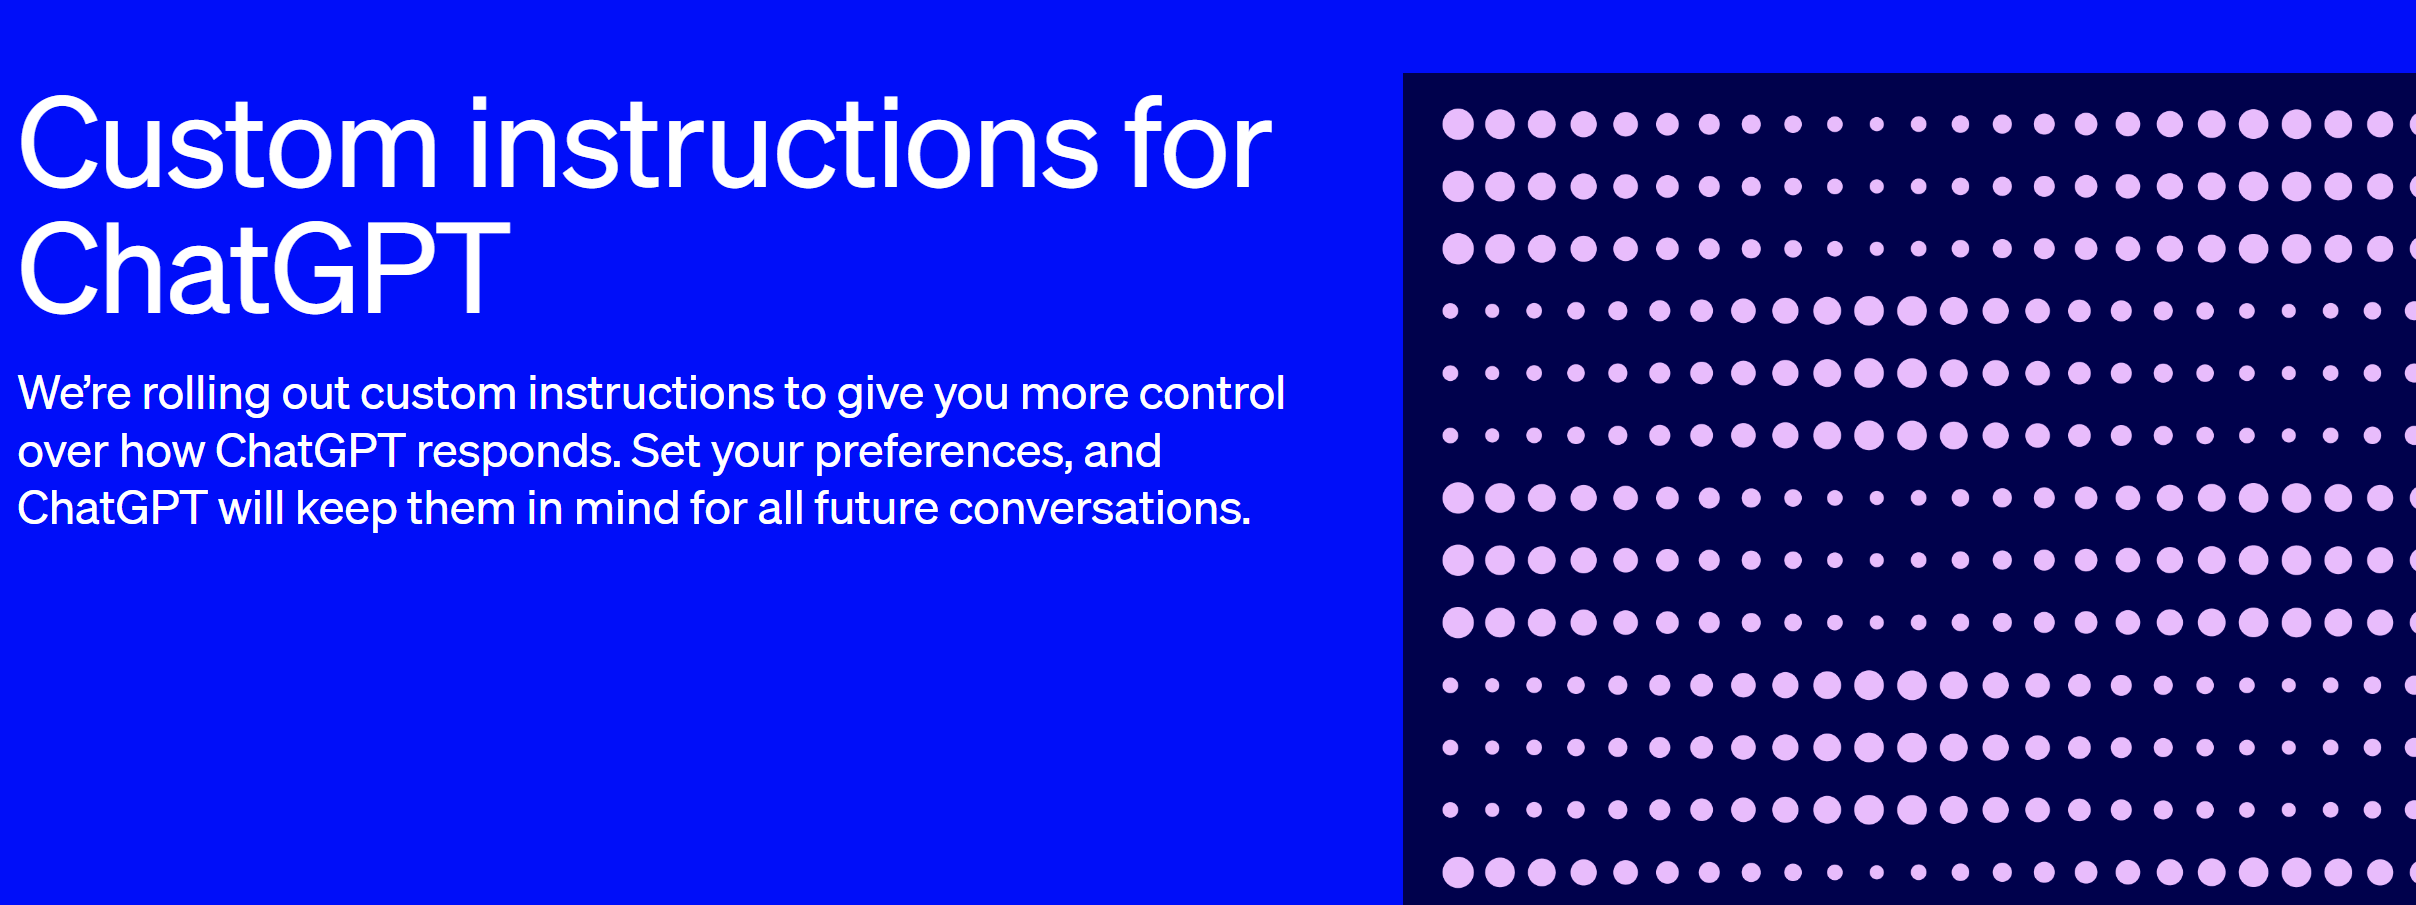 Custom instructions for
ChatGPT
We’re rolling out custom instructions to give you more control
over how ChatGPT responds. Set your preferences, and
ChatGPT will keep them in mind for all future conversations.